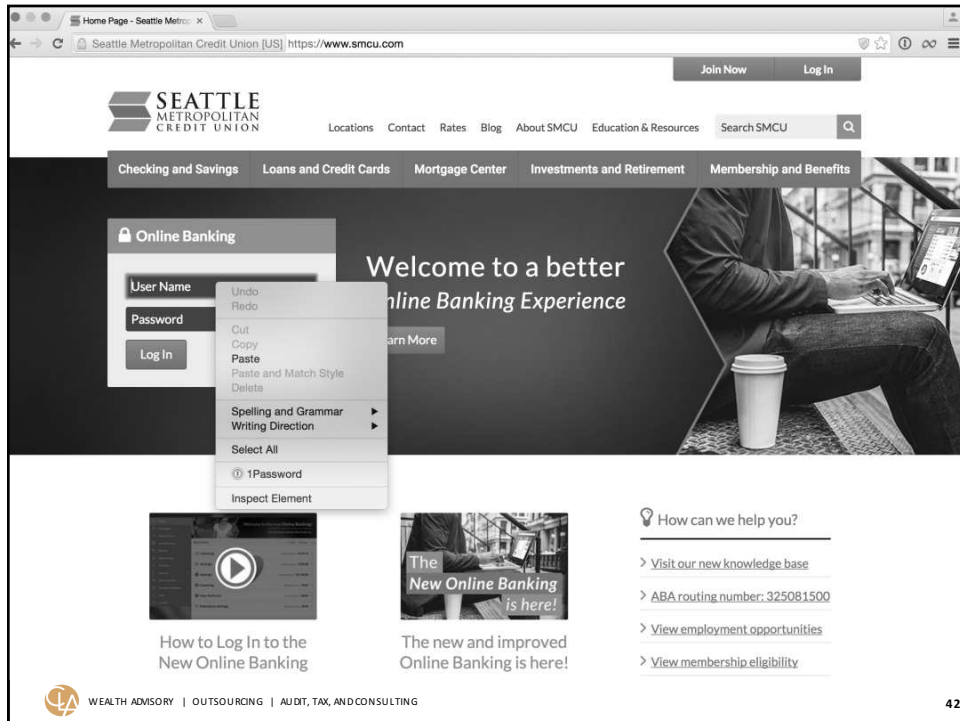 Home Page - Seattle Metro
Seattle Metropolitan Credit Union [US] https://www.smcu.com
Join Now Log In
SEATTLE
METROPOLITAN
CREDIT UNION
Locations Contact Rates Blog About SMCU Education & Resources Search SMCU
Checking and Savings Loans and Credit Cards Mortgage Center Investments and Retirement Membership and Benefits
Online Banking
User Name
Password
Log In
Welcome to a better
nline Banking Experience
arn More
Undo
Redo
Cut
Copy
Paste
Paste and Match Style
Delete
Spelling and Grammar
Writing Direction
Select All
1Password
Inspect Element
How to Log In to the
New Online Banking
The
New Online Banking
is here!
The new and improved
Online Banking is here!
How can we help you?
Visit our new knowledge base
ABA routing number: 325081500
View employment opportunities
View membership eligibility
CLA
WEALTH ADVISORY | OUTSOURCING | AUDIT, TAX, AND CONSULTING
42